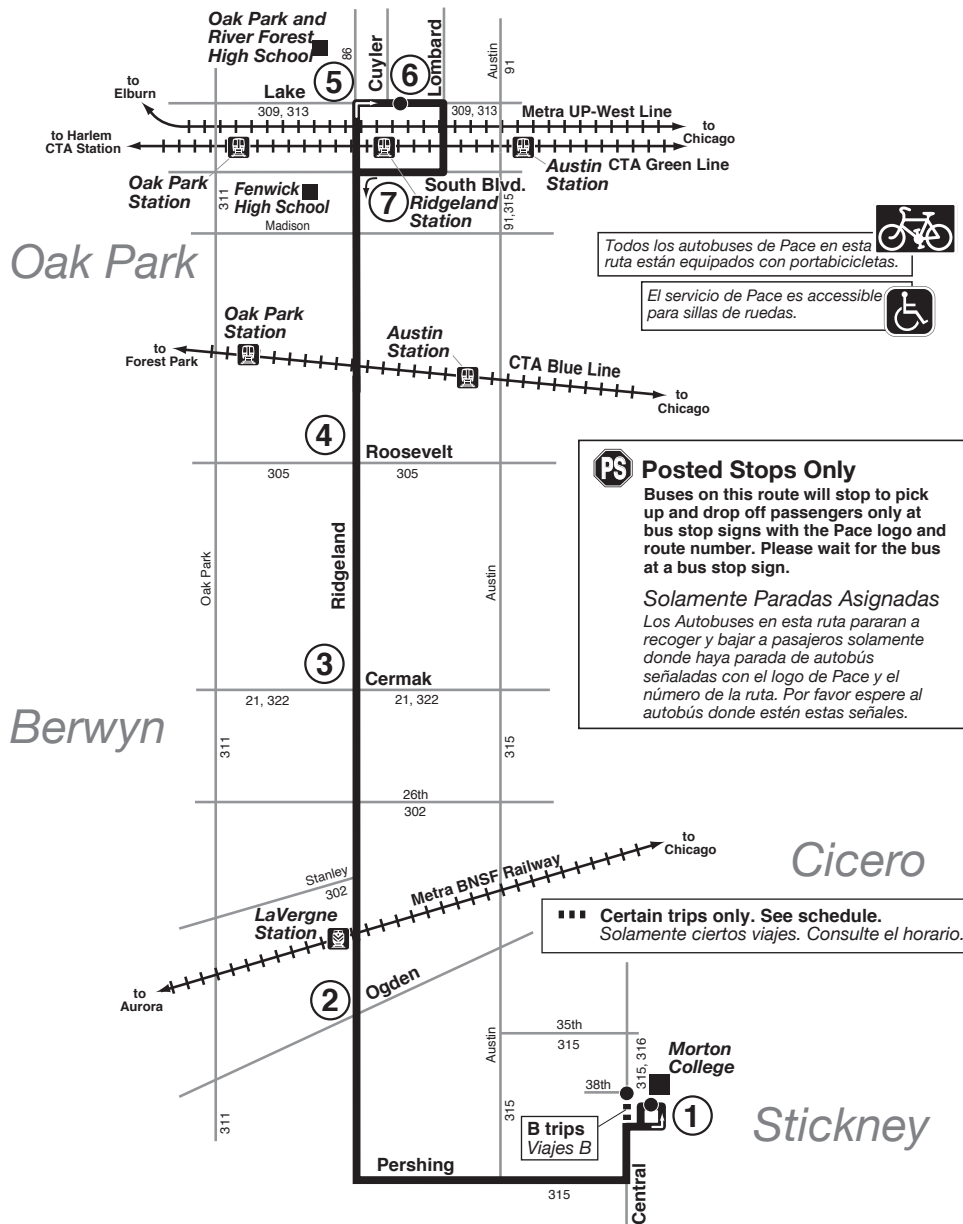 Oak Park and
River Forest
High School
86
Cuyler
Lombard
Austin
91
5
6
to
Elburn
Lake
309, 313
309, 313
Metra UP-West Line
to Harlem
CTA Station
to
Chicago
Oak Park
Station
311
Fenwick
High School
7
South Blvd.
Ridgeland
Station
Austin
Station
CTA Green Line
91,315
Madison
Oak Park
Todos los autobuses de Pace en esta
ruta están equipados con portabicicletas.
El servicio de Pace es accessible
para sillas de ruedas.
Oak Park
Station
Austin
Station
to
Forest Park
CTA Blue Line
to
Chicago
4
Roosevelt
305
305
PS
Posted Stops Only
Buses on this route will stop to pick
up and drop off passengers only at
bus stop signs with the Pace logo and
route number. Please wait for the bus
at a bus stop sign.
Solamente Paradas Asignadas
Los Autobuses en esta ruta pararan a
recoger y bajar a pasajeros solamente
donde haya parada de autobús
señaladas con el logo de Pace y el
número de la ruta. Por favor espere al
autobús donde estén estas señales.
Oak Park
Ridgeland
Austin
3
Cermak
21, 322
21, 322
Berwyn
311
315
26th
302
Stanley
302
Metra BNSF Railway
to
Chicago
Cicero
LaVergne
Station
to
Aurora
2
Ogden
Certain trips only. See schedule.
Solamente ciertos viajes. Consulte el horario.
Austin
35th
315
315, 316
Morton
College
38th
1
311
315
B trips
Viajes B
Stickney
Pershing
315
Central